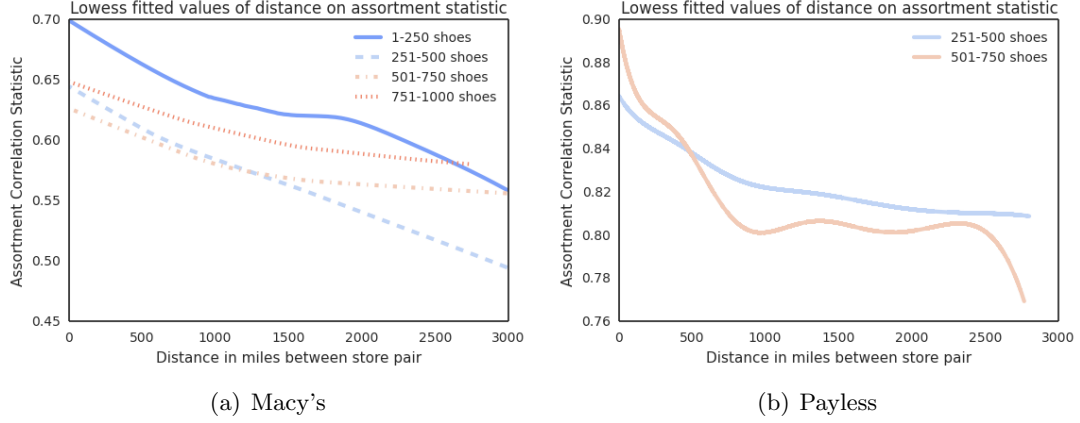 Lowess fitted values of distance on assortment statistic
0.70
0.65
0.60
0.55
0.50
0.45
Assortment Correlation Statistic
1-250 shoes
251-500 shoes
501-750 shoes
751-1000 shoes
0 500 1000 1500 2000 2500 3000
Distance in miles between store pair
(a) Macy's
Lowess fitted values of distance on assortment statistic
0.90
0.88
0.86
0.84
0.82
0.80
0.78
0.76
Assortment Correlation Statistic
251-500 shoes
501-750 shoes
0 500 1000 1500 2000 2500 3000
Distance in miles between store pair
(b) Payless